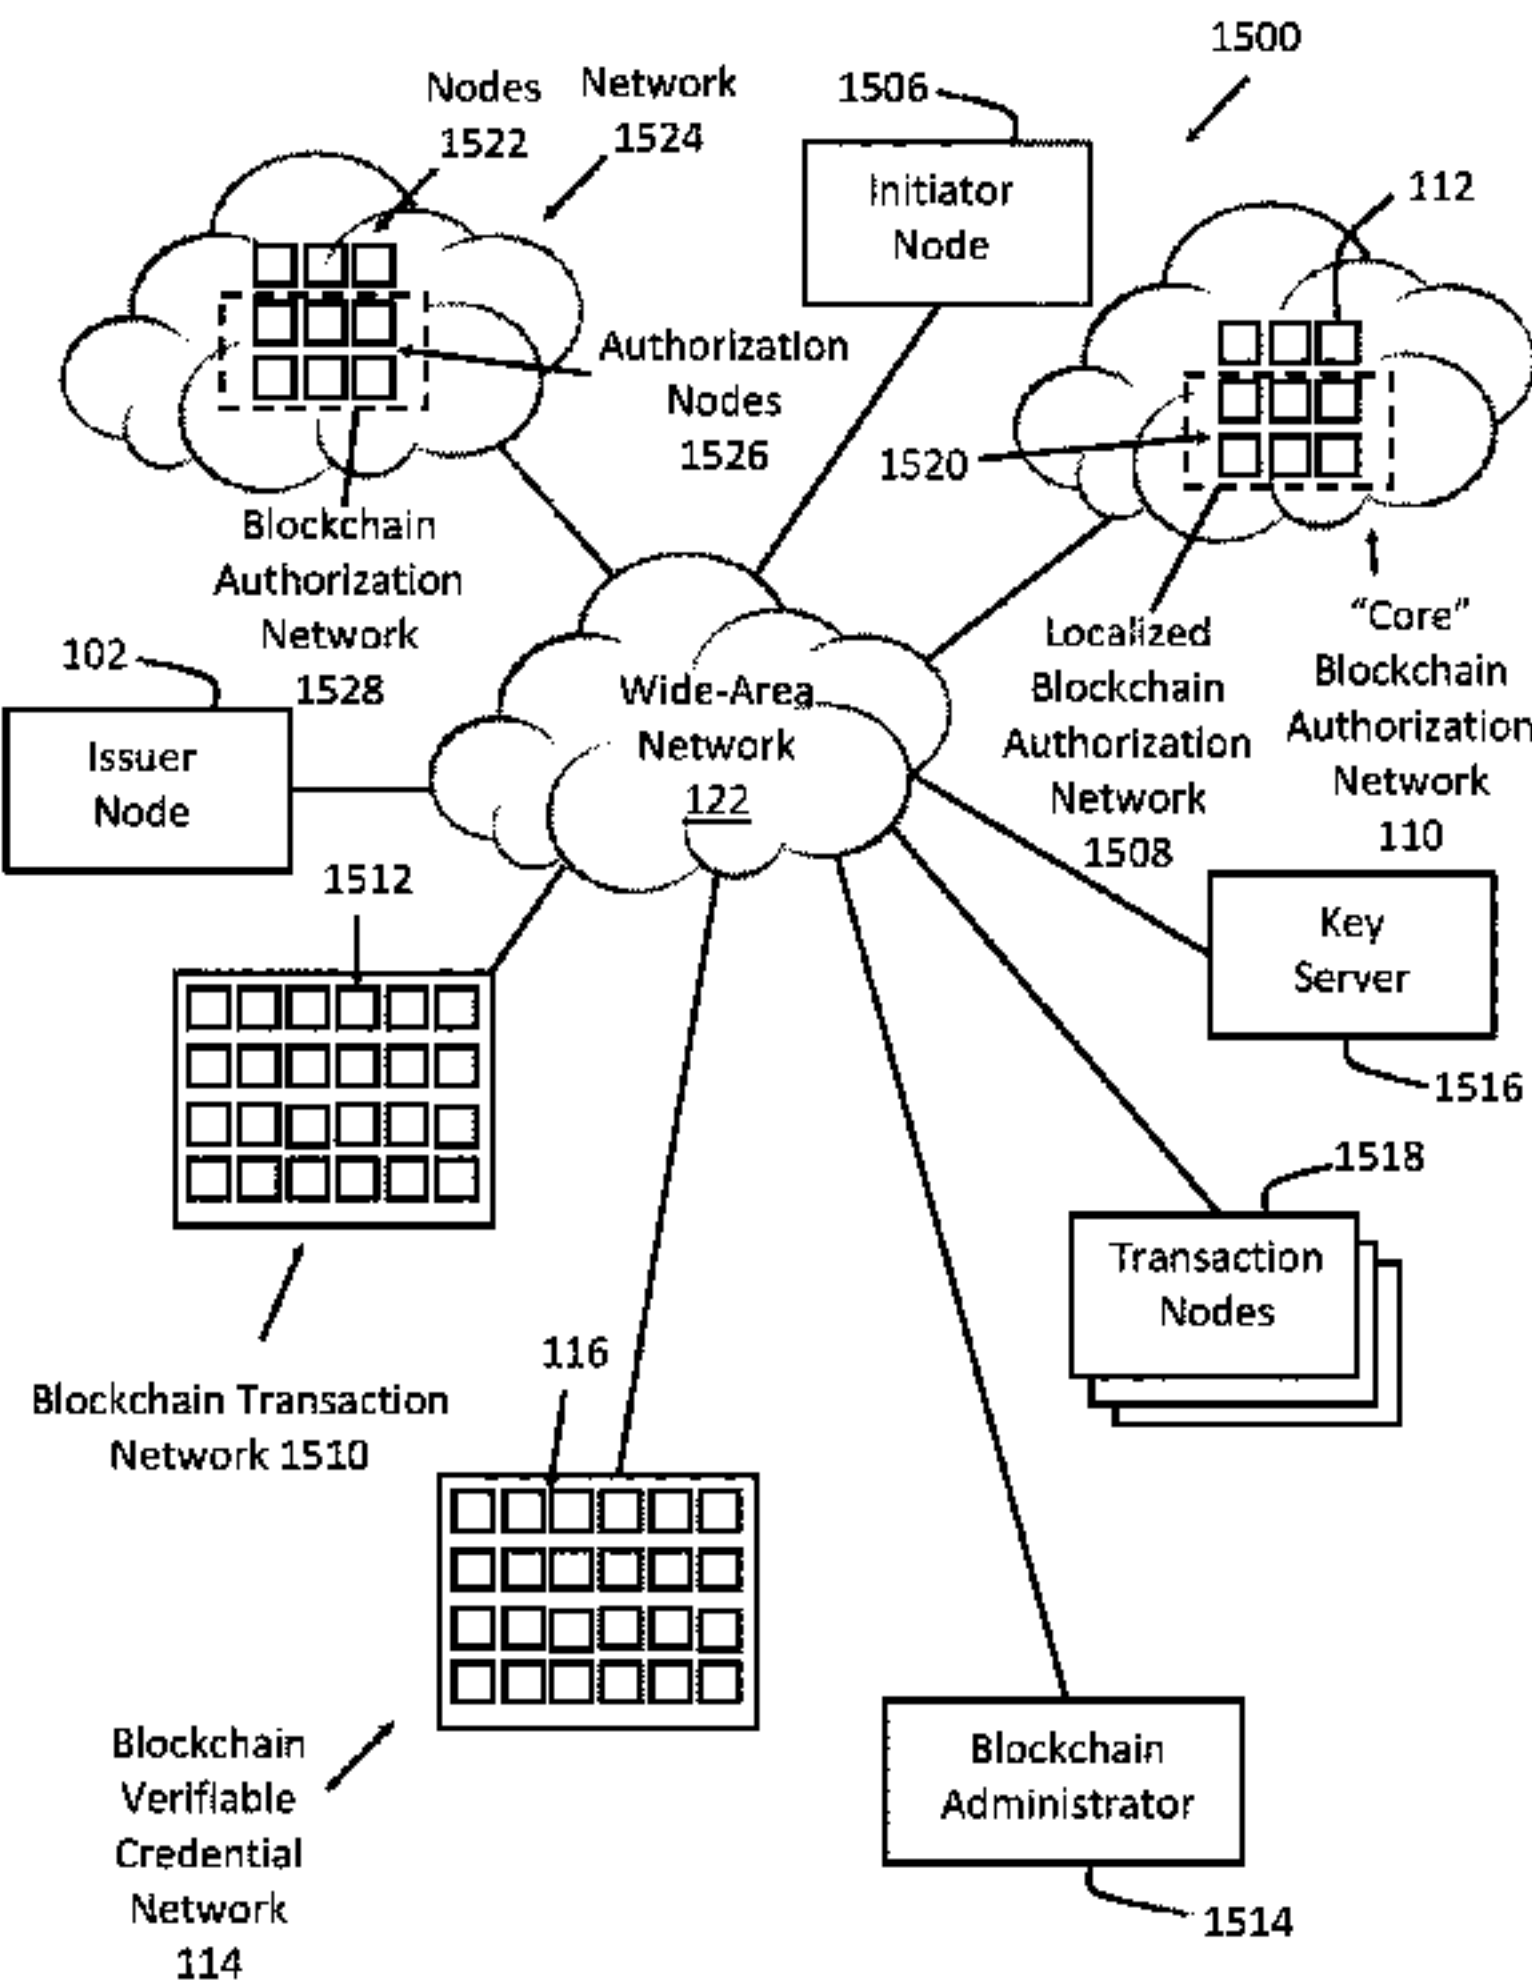 1500
Nodes
1522
Network
1524
1506
Initiator
Node
112
Authorization
Nodes
1526
1520
Blockchain
Authorization
Network
1528
102
Issuer
Node
Wide-Area
Network
122
Localized
Blockchain
Authorization
Network
1508
"Core"
Blockchain
Authorization
Network
110
1512
Key
Server
1516
1518
Transaction
Nodes
Blockchain Transaction
Network 1510
116
Blockchain
Verifiable
Credential
Network
114
Blockchain
Administrator
1514